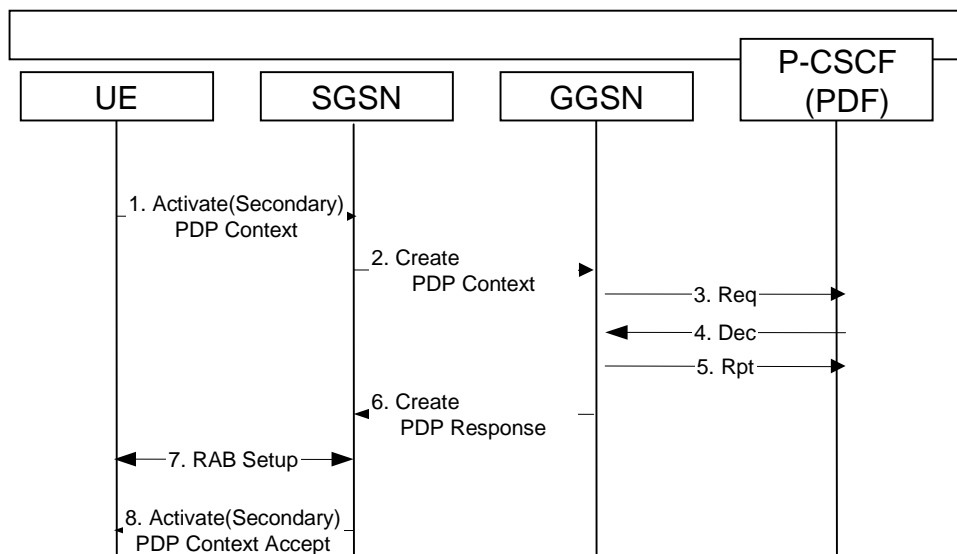 UE
SGSN
GGSN
P-CSCF
(PDF)
1. Activate(Secondary)
PDP Context
2. Create
PDP Context
3. Req
4. Dec
5. Rpt
6. Create
PDP Response
7. RAB Setup
8. Activate(Secondary)
PDP Context Accept